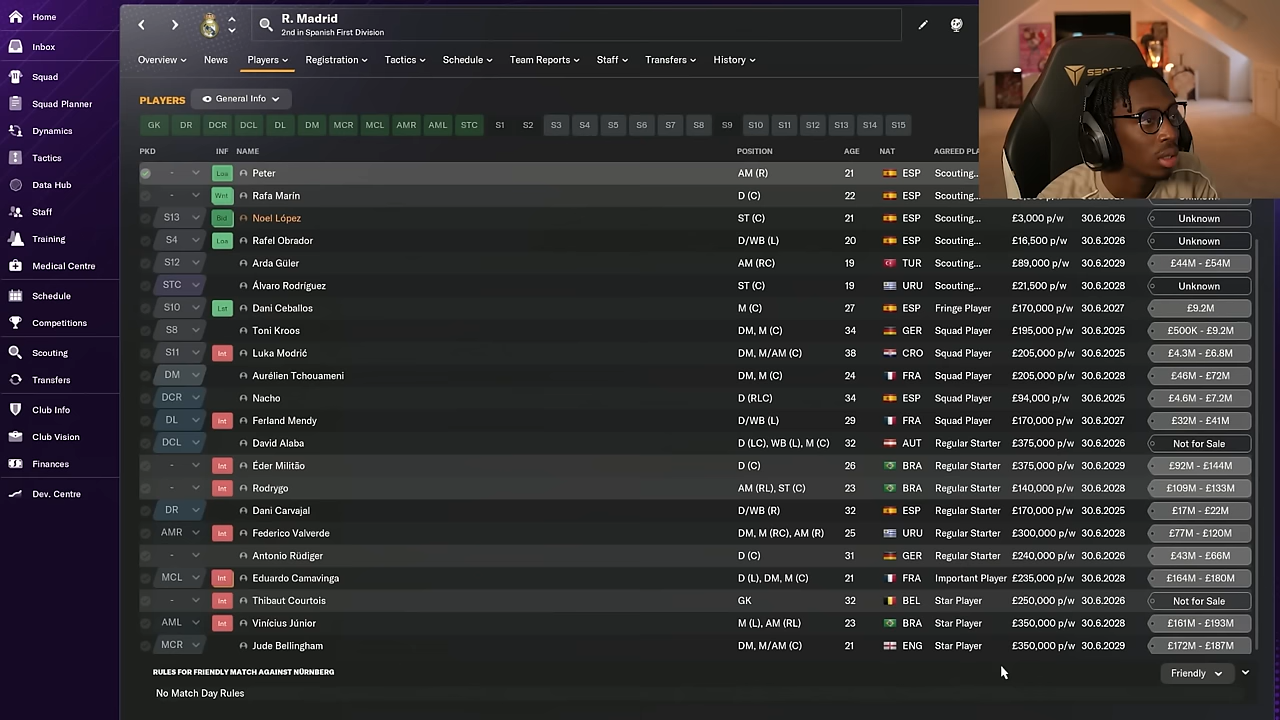 Home
Inbox
Squad
Squad Planner
Dynamics
Tactics
Data Hub
Staff
Training
Medical Centre
Schedule
Competitions
Scouting
Transfers
Club Info
Club Vision
Finances
Dev. Centre
R. Madrid
2nd in Spanish First Division
Overview News Players Registration Tactics Schedule Team Reports Staff Transfers History
PLAYERS General Info
GK DR DCR DCL DL DM MCR MCL AMR AML STC S1 S2 S3 S4 S5 S6 S7 S8 S9 S10 S11 S12 S13 S14 S15
PKD INF NAME POSITION AGE NAT AGREED PLA
- Loa Peter AM (R) 21 ESP Scouting...
- Wnt Rafa Marín D (C) 22 ESP Scouting...
S13 Bid Noel López ST (C) 21 ESP Scouting... £3,000 p/w 30.6.2026 Unknown
S4 Loa Rafel Obrador D/WB (L) 20 ESP Scouting... £16,500 p/w 30.6.2026 Unknown
S12 Arda Güler AM (RC) 19 TUR Scouting... £89,000 p/w 30.6.2029 £44M - £54M
STC Álvaro Rodríguez ST (C) 19 URU Scouting... £21,500 p/w 30.6.2028 Unknown
S10 Lst Dani Ceballos M (C) 27 ESP Fringe Player £170,000 p/w 30.6.2027 £9.2M
S8 Toni Kroos DM, M (C) 34 GER Squad Player £195,000 p/w 30.6.2025 £500K - £9.2M
S11 Int Luka Modrić DM, M/AM (C) 38 CRO Squad Player £205,000 p/w 30.6.2025 £4.3M - £6.8M
DM Aurélien Tchouameni DM, M (C) 24 FRA Squad Player £205,000 p/w 30.6.2028 £46M - £72M
DCR Nacho D (RLC) 34 ESP Squad Player £94,000 p/w 30.6.2025 £4.6M - £7.2M
DL Int Ferland Mendy D/WB (L) 29 FRA Squad Player £170,000 p/w 30.6.2027 £32M - £41M
DCL David Alaba D (LC), WB (L), M (C) 32 AUT Regular Starter £375,000 p/w 30.6.2026 Not for Sale
- Int Éder Militão D (C) 26 BRA Regular Starter £375,000 p/w 30.6.2029 £92M - £144M
- Int Rodrygo AM (RL), ST (C) 23 BRA Regular Starter £140,000 p/w 30.6.2028 £109M - £133M
DR Dani Carvajal D/WB (R) 32 ESP Regular Starter £170,000 p/w 30.6.2025 £17M - £22M
AMR Int Federico Valverde DM, M (RC), AM (R) 25 URU Regular Starter £300,000 p/w 30.6.2028 £77M - £120M
- Antonio Rüdiger D (C) 31 GER Regular Starter £240,000 p/w 30.6.2026 £43M - £66M
MCL Int Eduardo Camavinga D (L), DM, M (C) 21 FRA Important Player £235,000 p/w 30.6.2028 £164M - £180M
- Int Thibaut Courtois GK 32 BEL Star Player £250,000 p/w 30.6.2026 Not for Sale
AML Int Vinícius Júnior M (L), AM (RL) 23 BRA Star Player £350,000 p/w 30.6.2028 £161M - £193M
MCR Jude Bellingham DM, M/AM (C) 21 ENG Star Player £350,000 p/w 30.6.2029 £172M - £187M
RULES FOR FRIENDLY MATCH AGAINST NÜRNBERG Friendly
No Match Day Rules